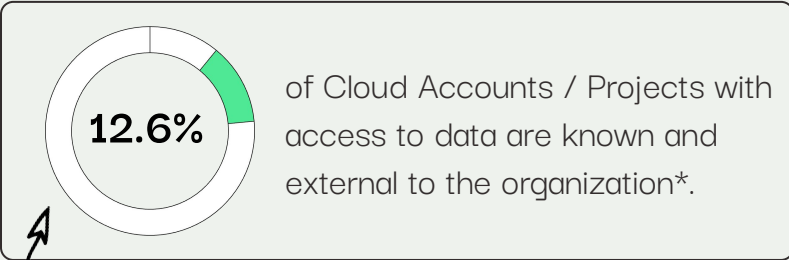 12.6%
of Cloud Accounts / Projects with
access to data are known and
external to the organization*.